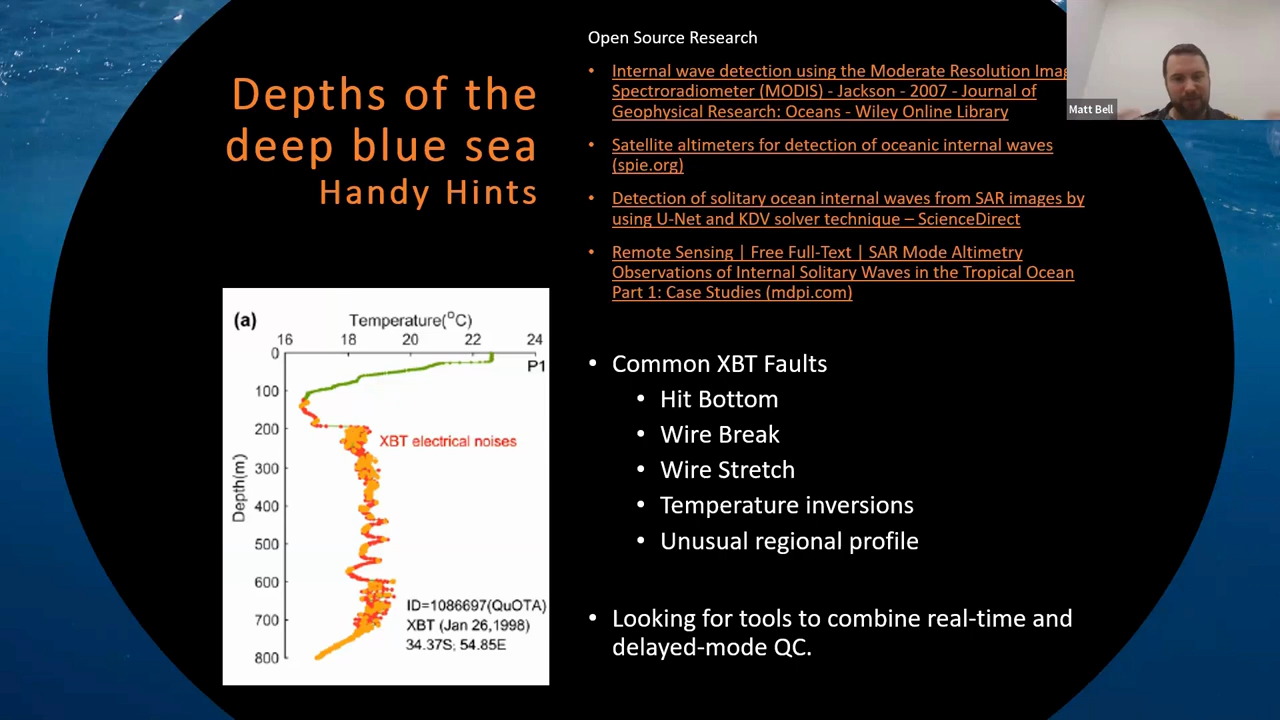 Depths of the
deep blue sea
Handy Hints
Open Source Research
• Internal wave detection using the Moderate Resolution Imag
Spectroradiometer (MODIS) - Jackson - 2007 - Journal of
Geophysical Research: Oceans - Wiley Online Library
• Satellite altimeters for detection of oceanic internal waves
(spie.org)
• Detection of solitary ocean internal waves from SAR images by
using U-Net and KDV solver technique – ScienceDirect
• Remote Sensing | Free Full-Text | SAR Mode Altimetry
Observations of Internal Solitary Waves in the Tropical Ocean
Part 1: Case Studies (mdpi.com)
• Common XBT Faults
• Hit Bottom
• Wire Break
• Wire Stretch
• Temperature inversions
• Unusual regional profile
• Looking for tools to combine real-time and
delayed-mode QC.
Matt Bell
(a)
Temperature(°C)
16 18 20 22 24
P1
0
100
200
300
400
500
600
700
800
Depth(m)
XBT electrical noises
ID=1086697(QuOTA)
XBT (Jan 26,1998)
34.37S; 54.85E